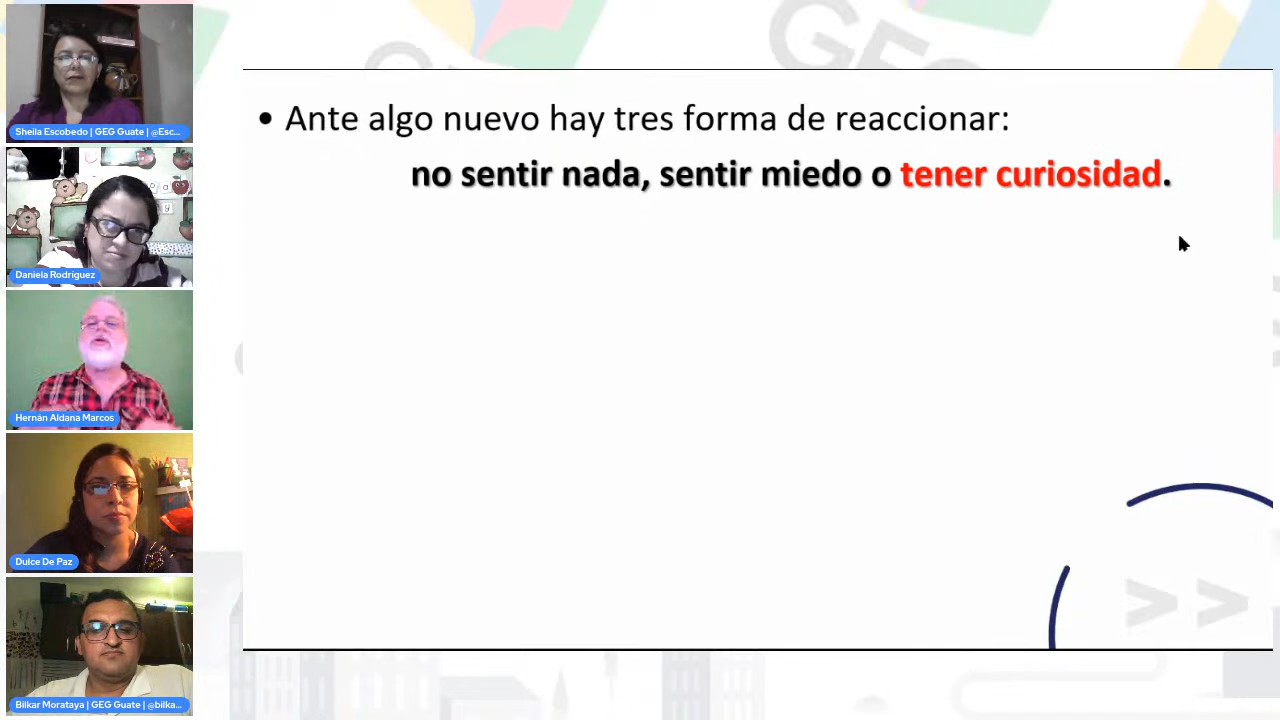 GEG
Sheila Escobedo | GEG Guate | @Esc...
Daniela Rodriguez
Hernán Aldana Marcos
Dulce De Paz
Bilkar Morataya | GEG Guate | @bilka...
• Ante algo nuevo hay tres forma de reaccionar:
no sentir nada, sentir miedo o tener curiosidad.
>>